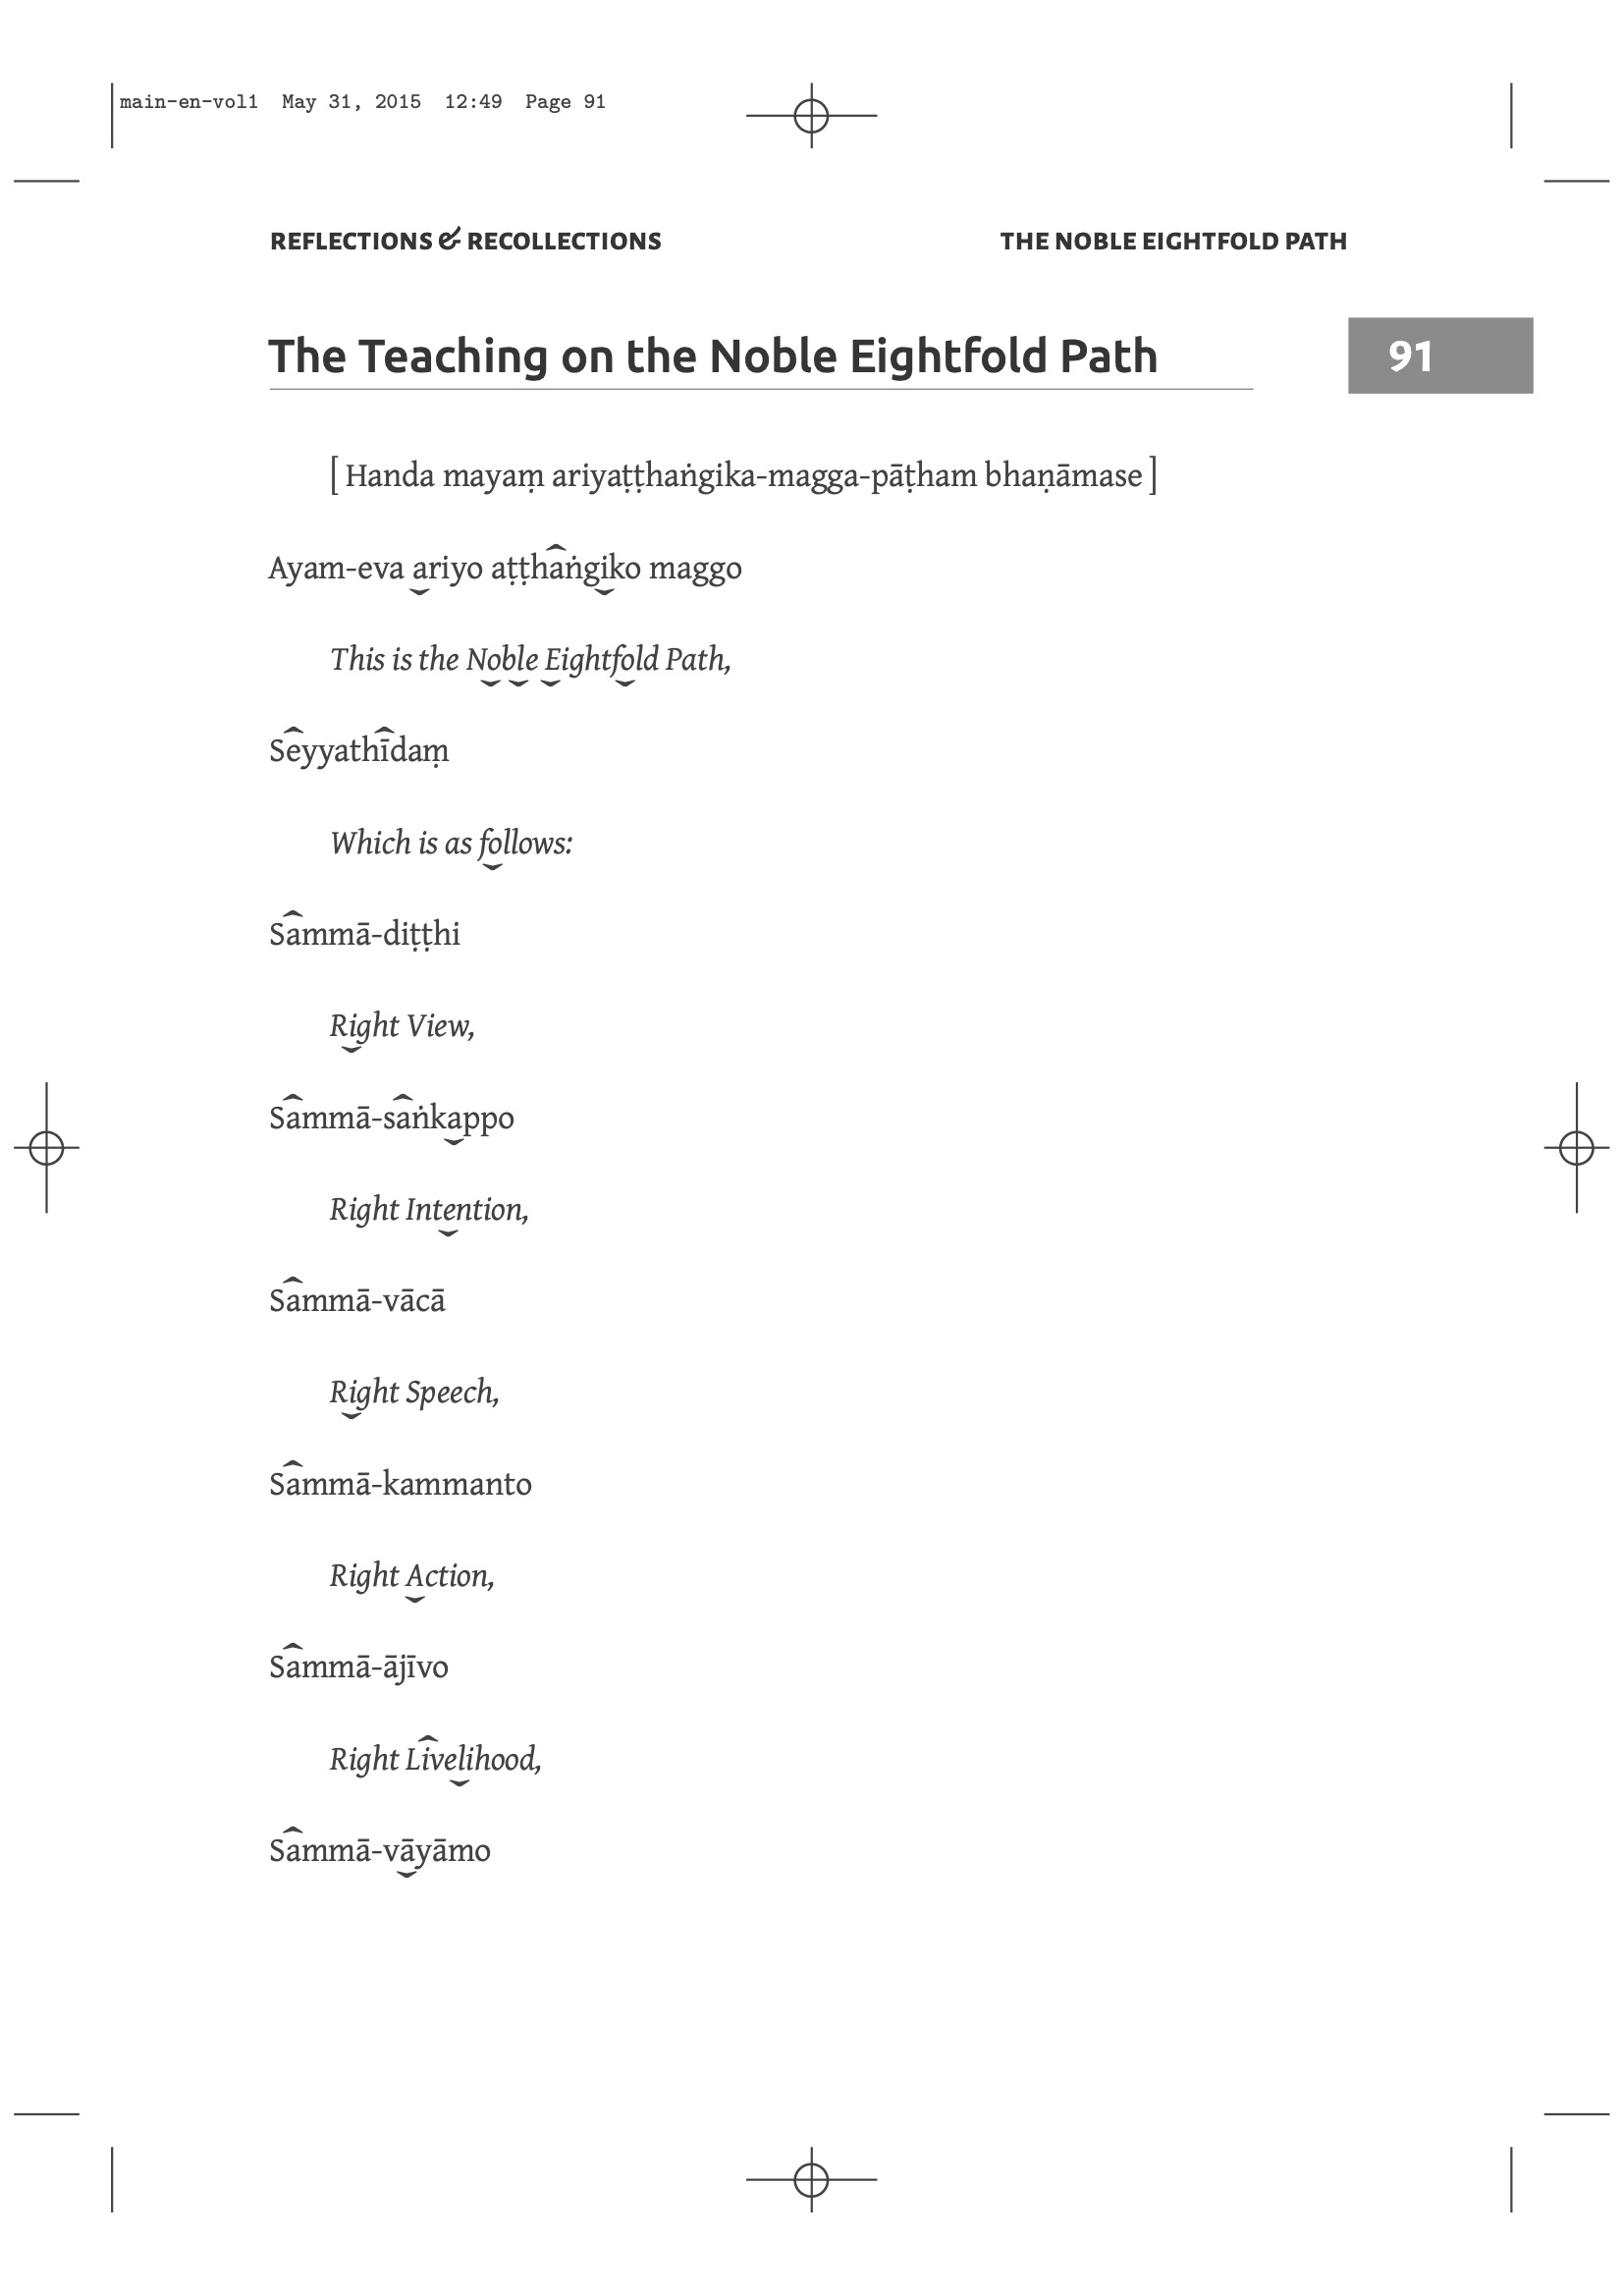 main-en-vol1 May 31, 2015 12:49 Page 91
REFLECTIONS & RECOLLECTIONS THE NOBLE EIGHTFOLD PATH
The Teaching on the Noble Eightfold Path 91
[ Handa mayaṃ ariyaṭṭhaṅgika-magga-pāṭham bhaṇāmase ]
Ayam-eva ariyo aṭṭhaṅgiko maggo
This is the Noble Eightfold Path,
Seyyathīdaṃ
Which is as follows:
Sammā-diṭṭhi
Right View,
Sammā-saṅkappo
Right Intention,
Sammā-vācā
Right Speech,
Sammā-kammanto
Right Action,
Sammā-ājīvo
Right Livelihood,
Sammā-vāyāmo